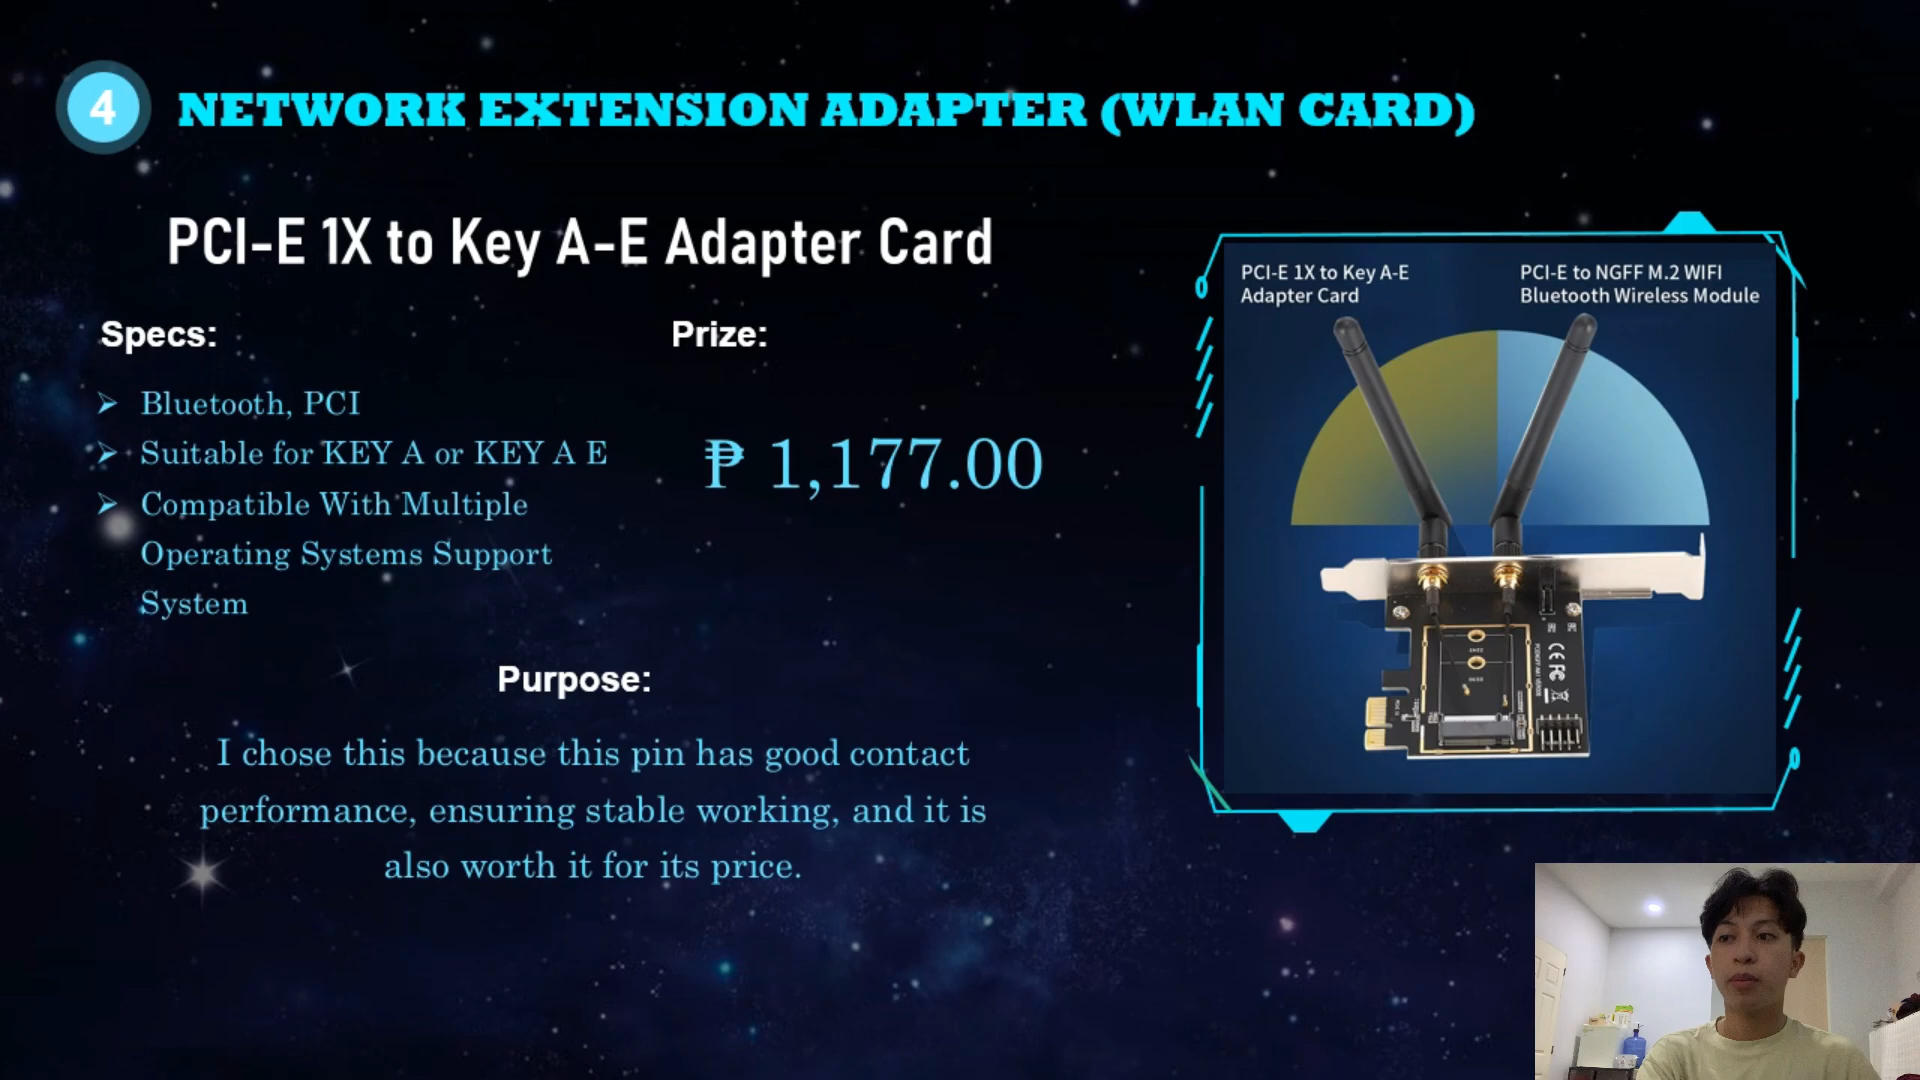 4
NETWORK EXTENSION ADAPTER (WLAN CARD)
PCI-E 1X to Key A-E Adapter Card
Specs:
Bluetooth, PCI
Suitable for KEY A or KEY A E
Compatible With Multiple
Operating Systems Support
System
Prize:
₱ 1,177.00
Purpose:
I chose this because this pin has good contact
performance, ensuring stable working, and it is
also worth it for its price.
PCI-E 1X to Key A-E
Adapter Card
PCI-E to NGFF M.2 WIFI
Bluetooth Wireless Module
CE FC